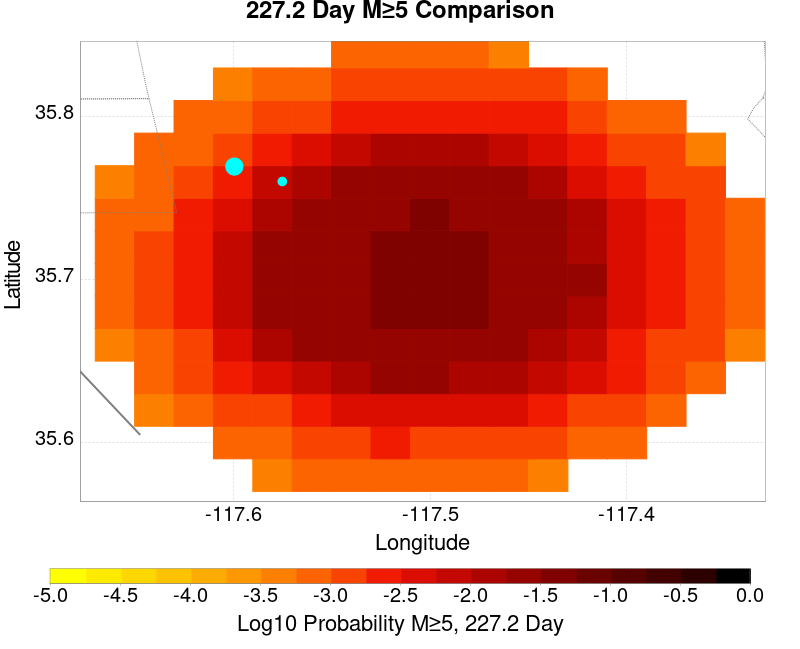 227.2 Day M≥5 Comparison
35.8
35.7
35.6
Latitude
-117.6 -117.5 -117.4
Longitude
-5.0 -4.5 -4.0 -3.5 -3.0 -2.5 -2.0 -1.5 -1.0 -0.5 0.0
Log10 Probability M≥5, 227.2 Day